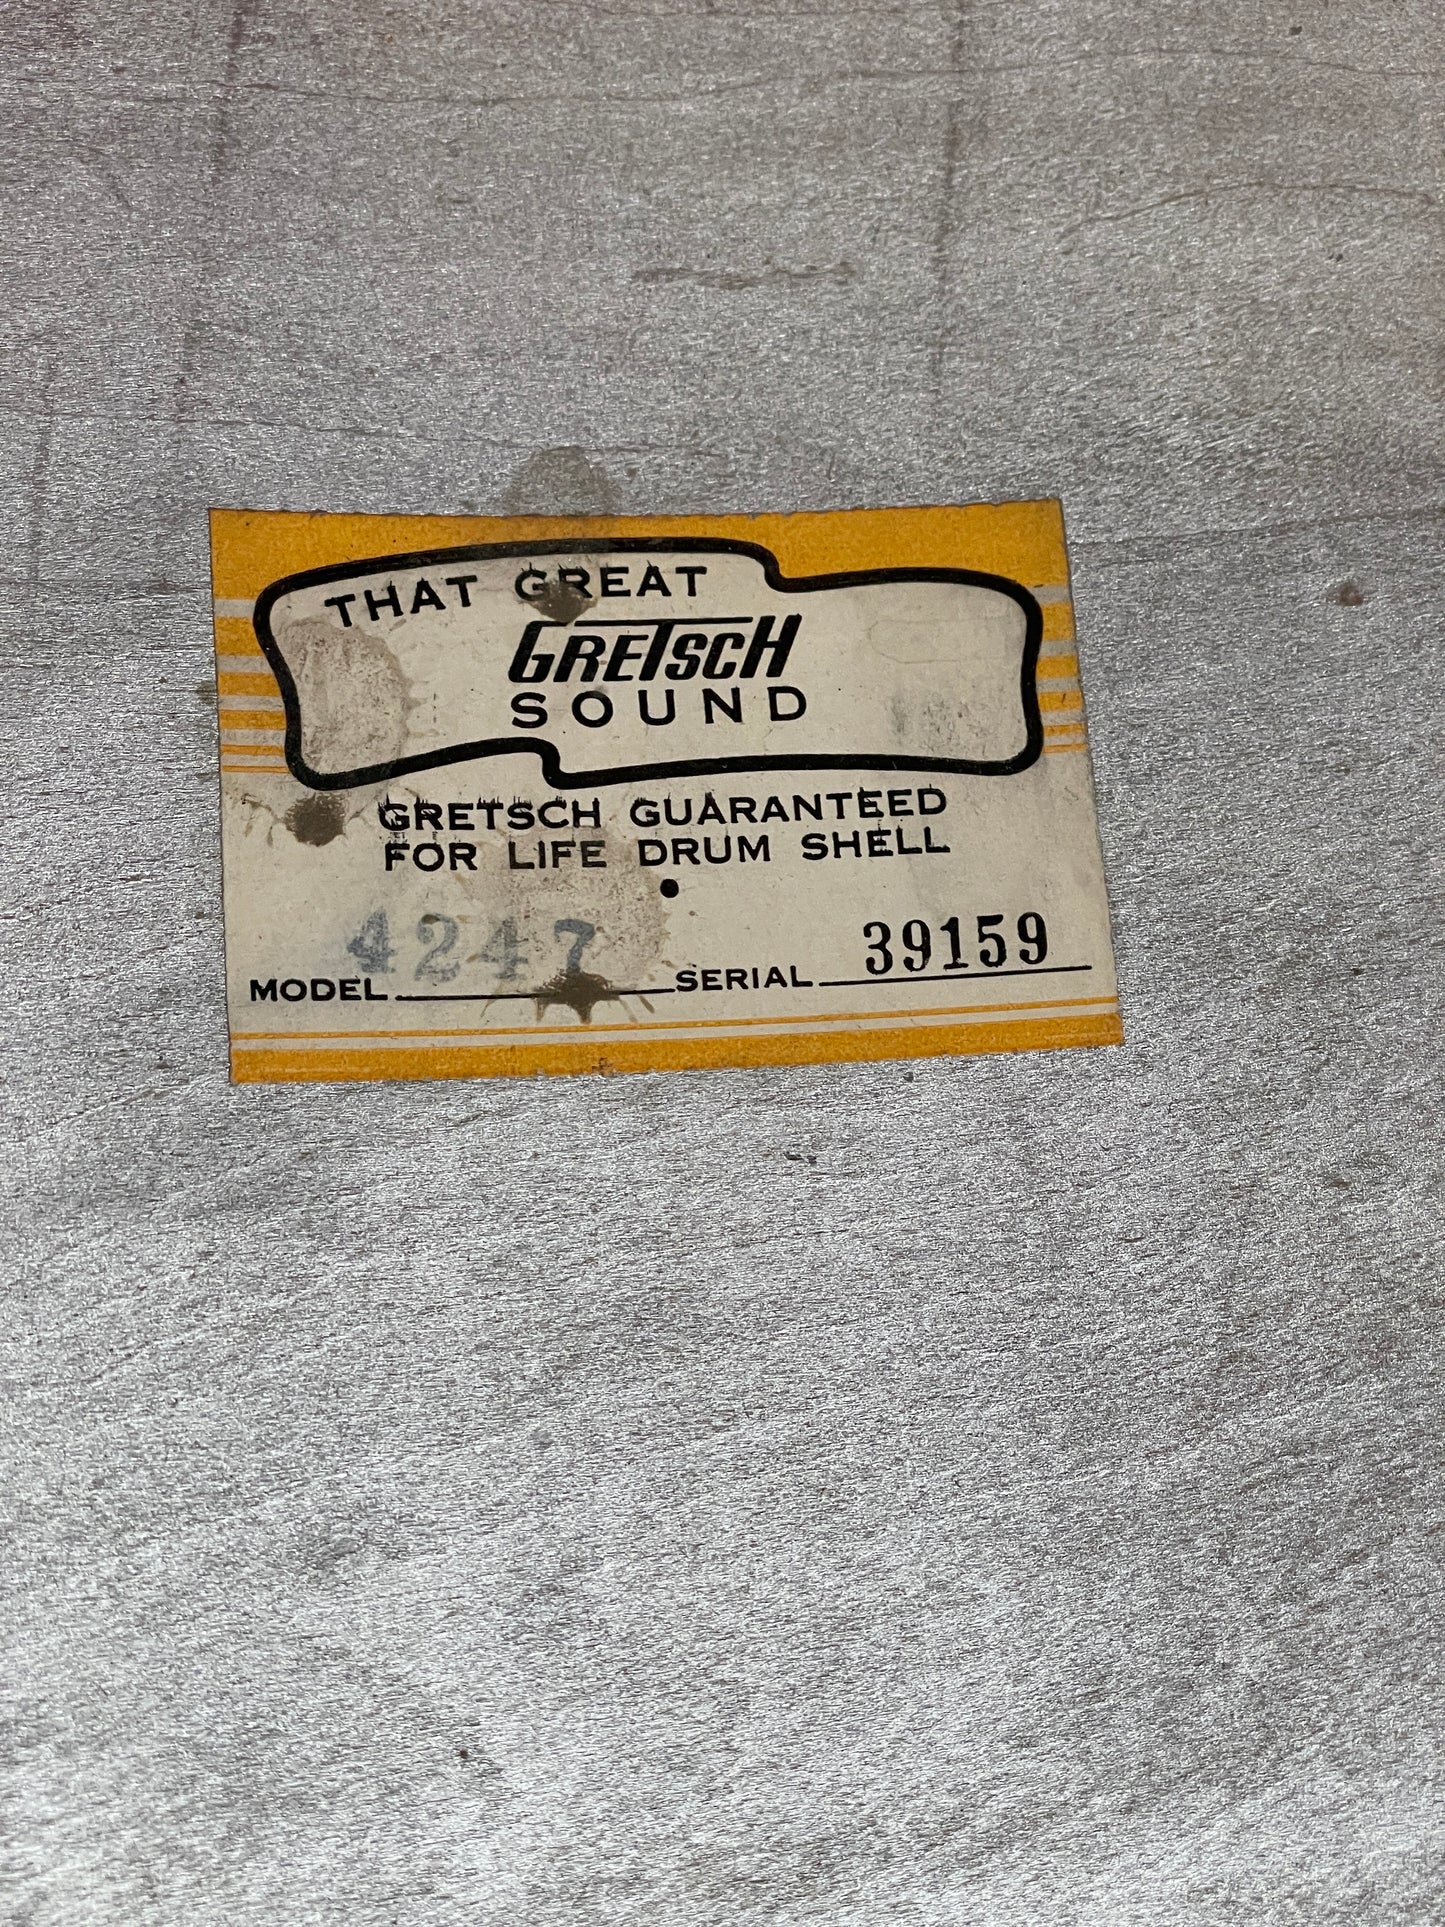 THAT GREAT
GRETSCH
SOUND
GRETSCH GUARANTEED
FOR LIFE DRUM SHELL
MODEL 4247 SERIAL 39159